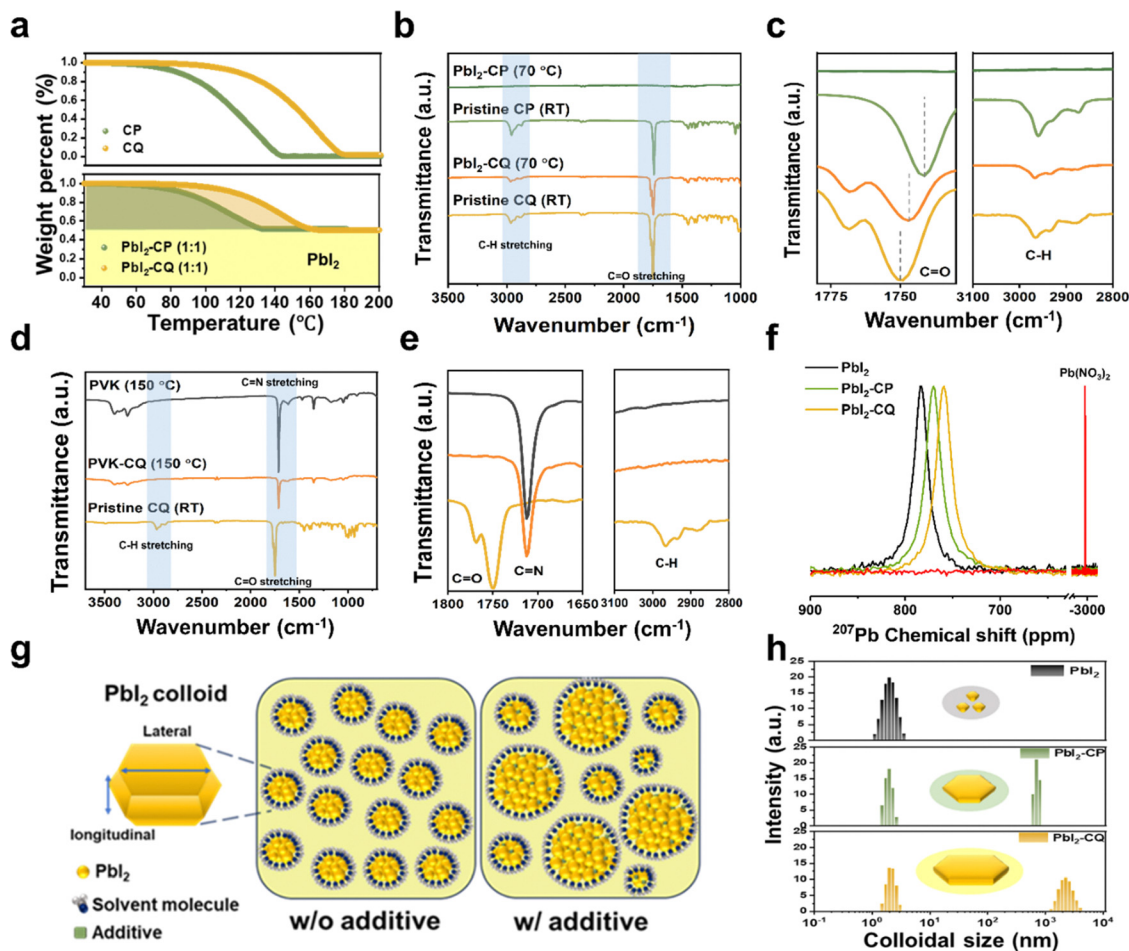 a
Weight percent (%)
1.0
0.8
0.6
0.4
0.2
0.0
CP
CQ
1.0
0.8
0.6
0.4
0.2
0.0
PbI₂-CP (1:1)
PbI₂-CQ (1:1)
PbI₂
40 60 80 100 120 140 160 180 200
Temperature (℃)
b
Transmittance (a.u.)
PbI₂-CP (70 °C)
Pristine CP (RT)
PbI₂-CQ (70 °C)
Pristine CQ (RT)
C-H stretching
C=O stretching
3500 3000 2500 2000 1500 1000
Wavenumber (cm⁻¹)
c
Transmittance (a.u.)
C=O
C-H
1775 1750 3100 3000 2900 2800
Wavenumber (cm⁻¹)
d
Transmittance (a.u.)
PVK (150 °C)
C=N stretching
PVK-CQ (150 °C)
Pristine CQ (RT)
C-H stretching
C=O stretching
3500 3000 2500 2000 1500 1000
Wavenumber (cm⁻¹)
e
Transmittance (a.u.)
C=O
C=N
C-H
1800 1750 1700 1650 3100 3000 2900 2800
Wavenumber (cm⁻¹)
f
PbI₂
PbI₂-CP
PbI₂-CQ
Pb(NO₃)₂
900 800 700 -3000
²⁰⁷Pb Chemical shift (ppm)
g
PbI₂ colloid
Lateral
longitudinal
PbI₂
Solvent molecule
Additive
w/o additive
w/ additive
h
Intensity (a.u.)
25
20
15
10
5
0
PbI₂
25
20
15
10
5
0
PbI₂-CP
25
20
15
10
5
0
PbI₂-CQ
10⁻¹ 10⁰ 10¹ 10² 10³ 10⁴
Colloidal size (nm)